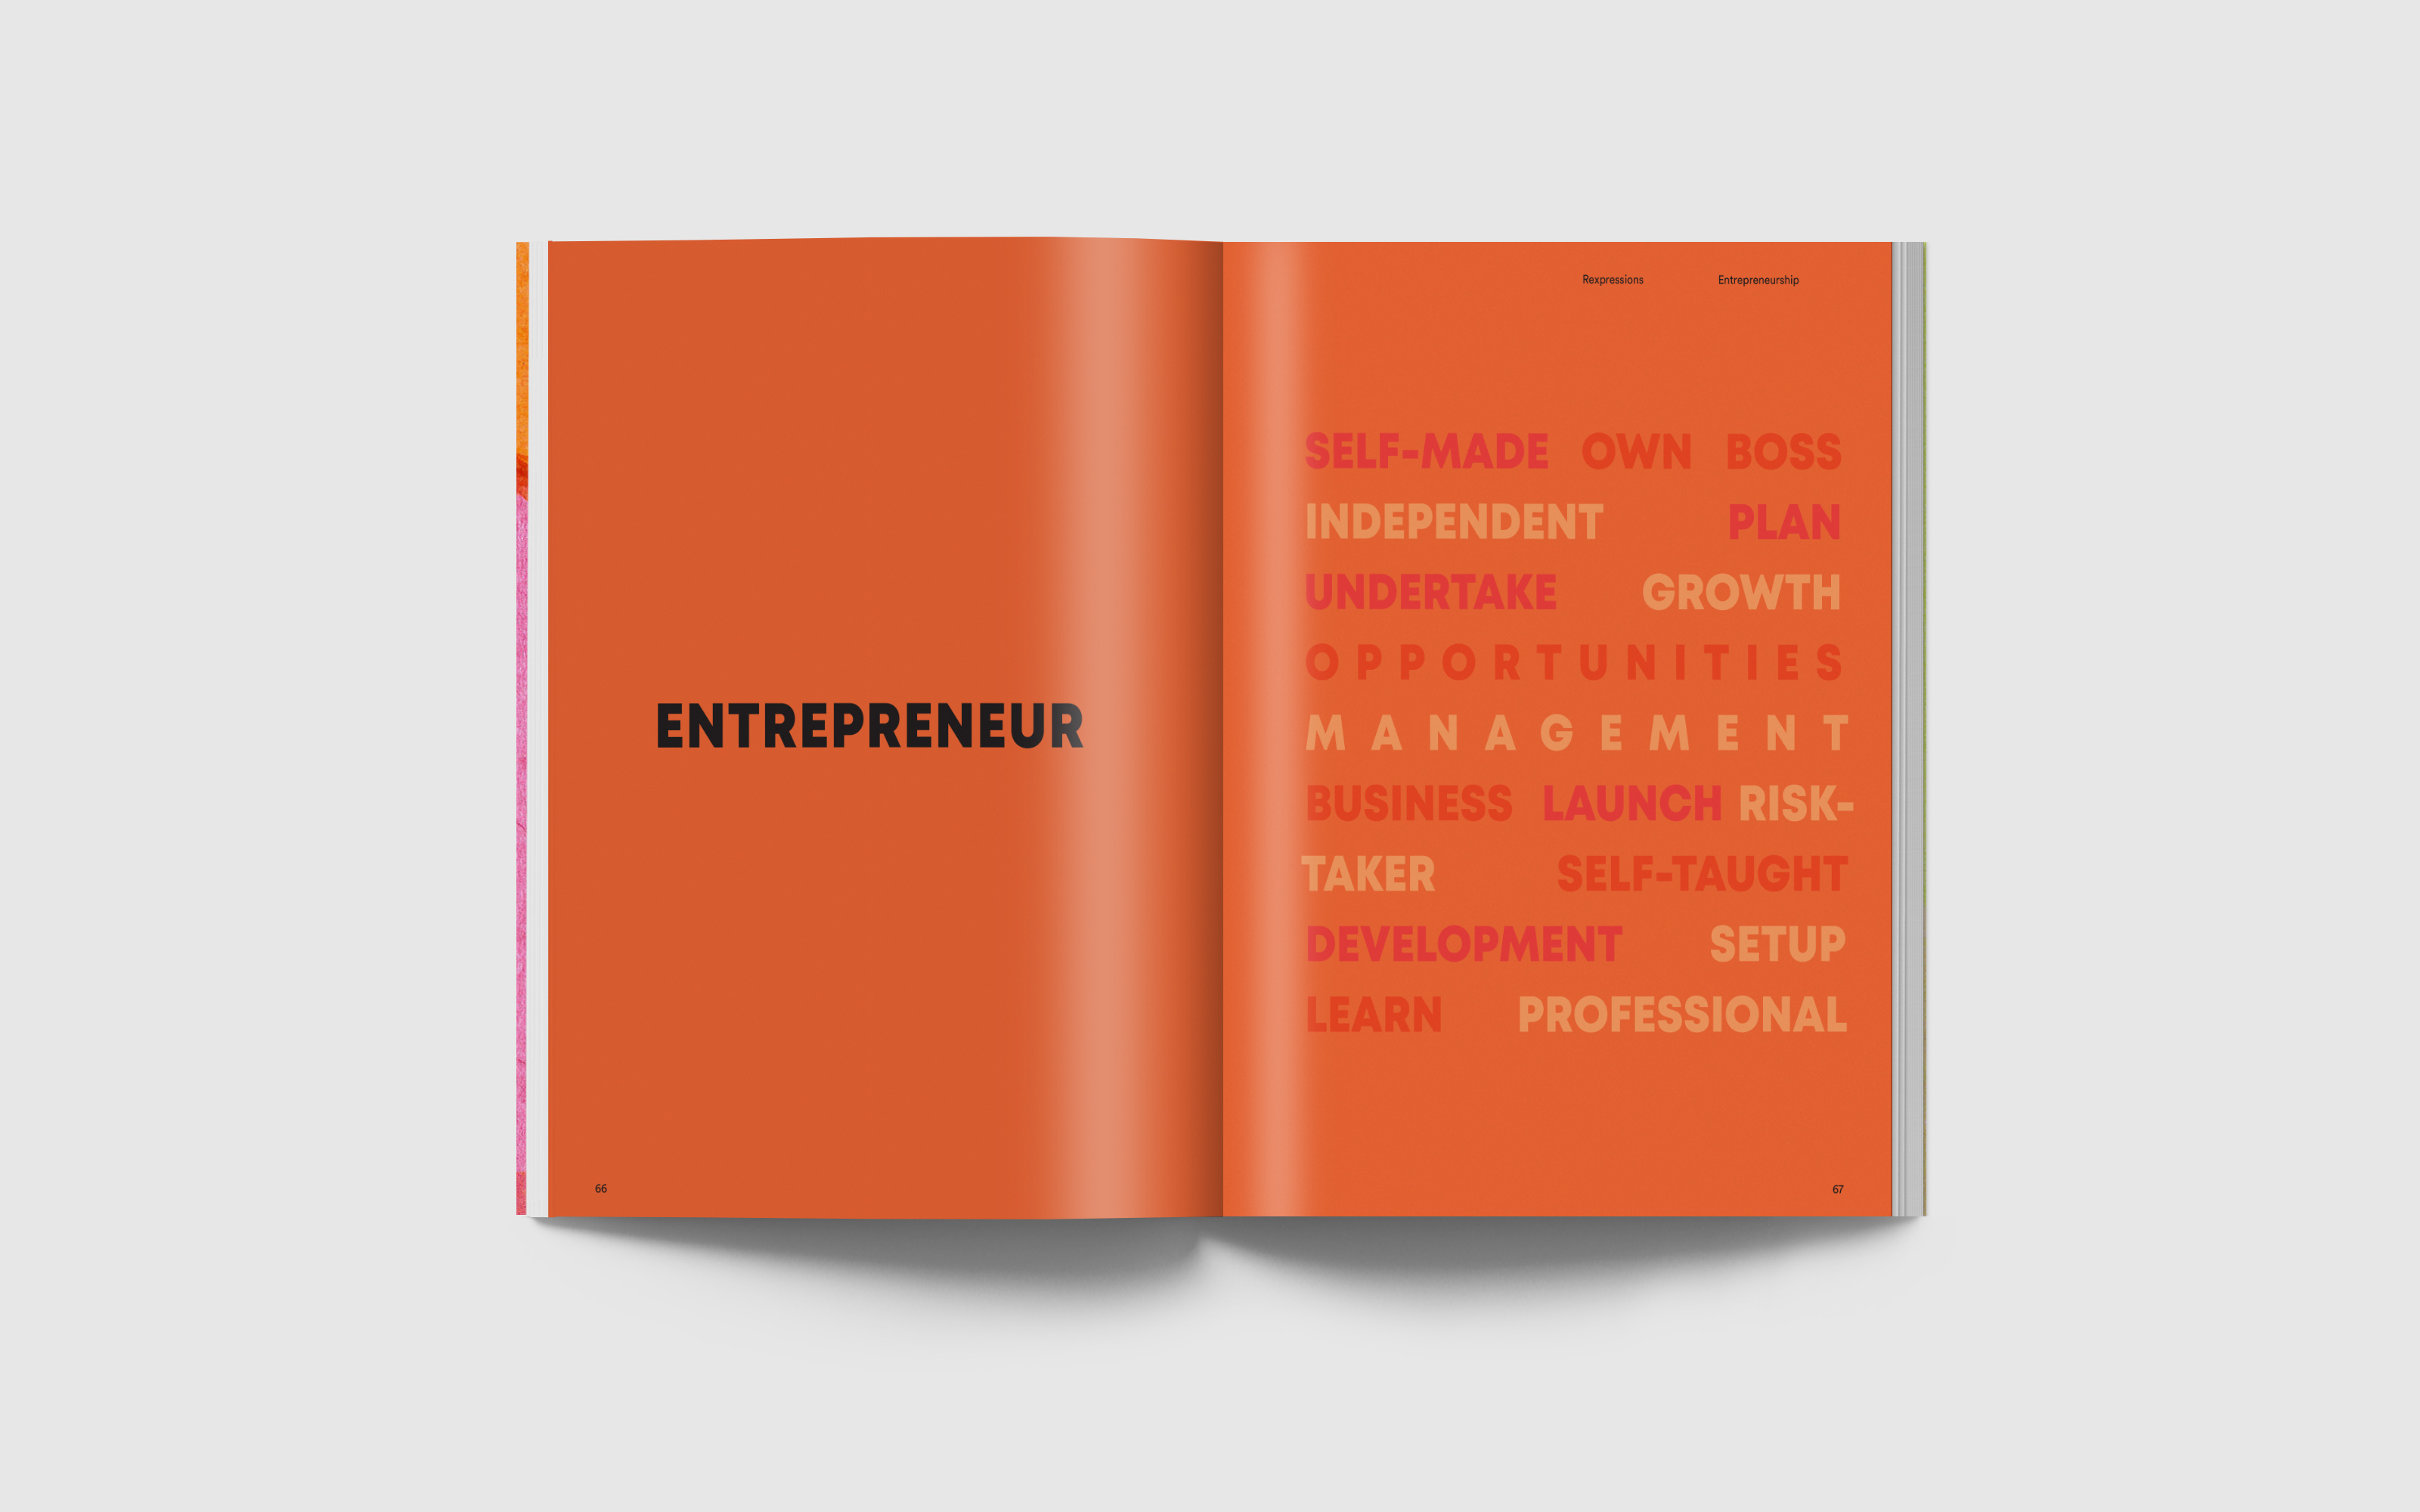 ENTREPRENEUR
66
Rexpressions Entrepreneurship
SELF-MADE OWN BOSS
INDEPENDENT PLAN
UNDERTAKE GROWTH
OPPORTUNITIES
MANAGEMENT
BUSINESS LAUNCH RISK-
TAKER SELF-TAUGHT
DEVELOPMENT SETUP
LEARN PROFESSIONAL
67